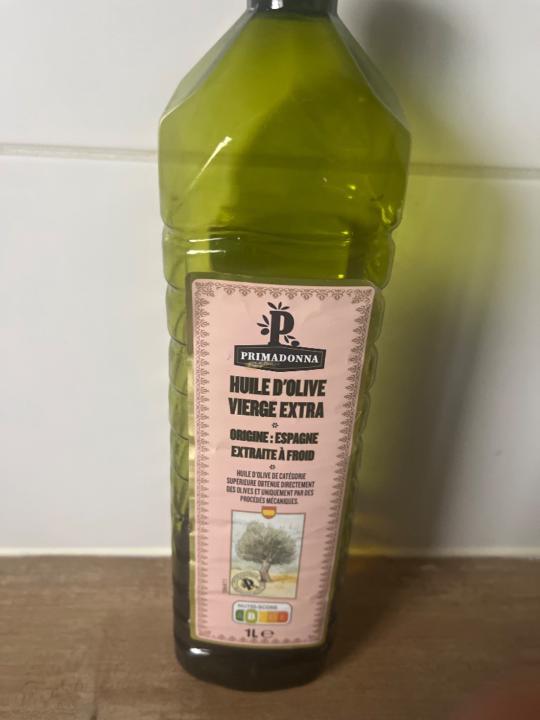 P
PRIMADONNA
HUILE D'OLIVE
VIERGE EXTRA
ORIGINE : ESPAGNE
EXTRAITE À FROID
HUILE D'OLIVE DE CATÉGORIE
SUPÉRIEURE OBTENUE DIRECTEMENT
DES OLIVES ET UNIQUEMENT PAR DES
PROCÉDÉS MÉCANIQUES.
NUTRI-SCORE
B
1L e